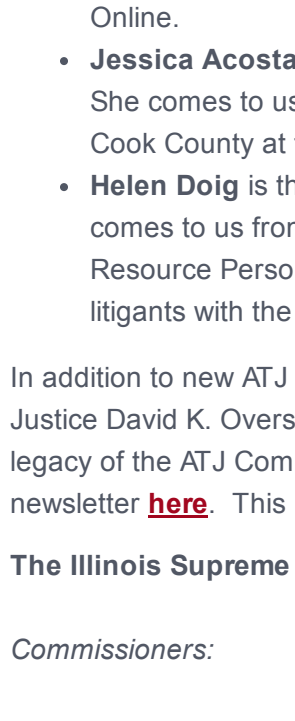 Online.
• Jessica Acosta
She comes to us
Cook County at
• Helen Doig is th
comes to us from
Resource Perso
litigants with the
In addition to new ATJ
Justice David K. Overs
legacy of the ATJ Com
newsletter here. This
The Illinois Supreme
Commissioners: